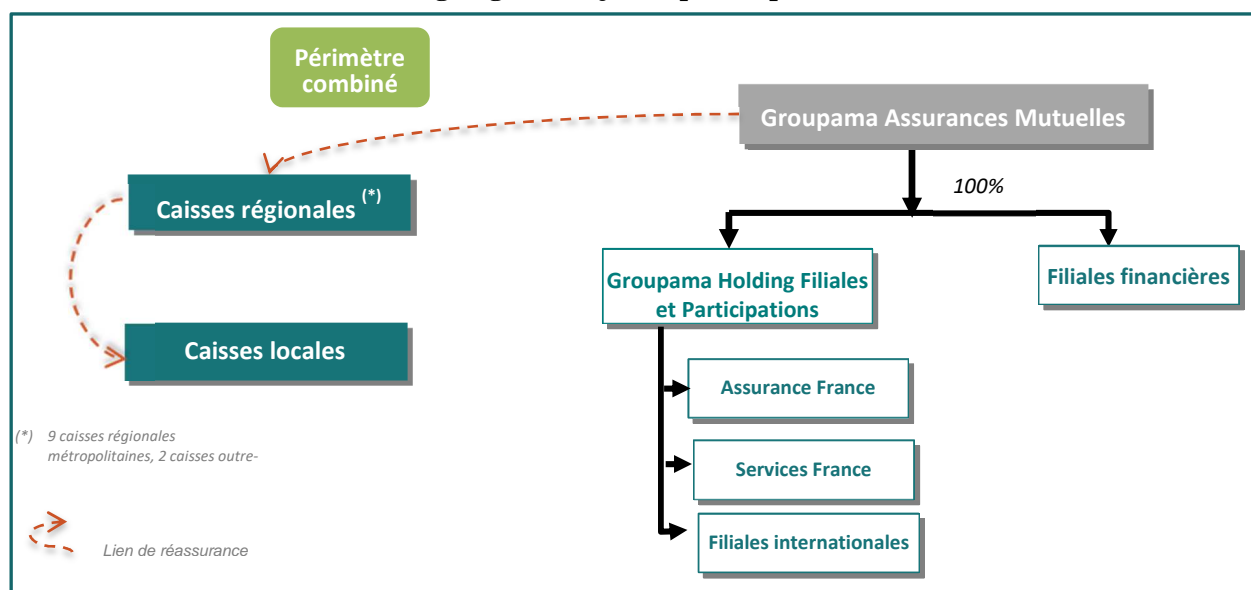 Périmètre
combiné
Groupama Assurances Mutuelles
100%
Caisses régionales (*)
Groupama Holding Filiales
et Participations
Filiales financières
Caisses locales
Assurance France
Services France
Filiales internationales
(*) 9 caisses régionales
métropolitaines, 2 caisses outre-
Lien de réassurance